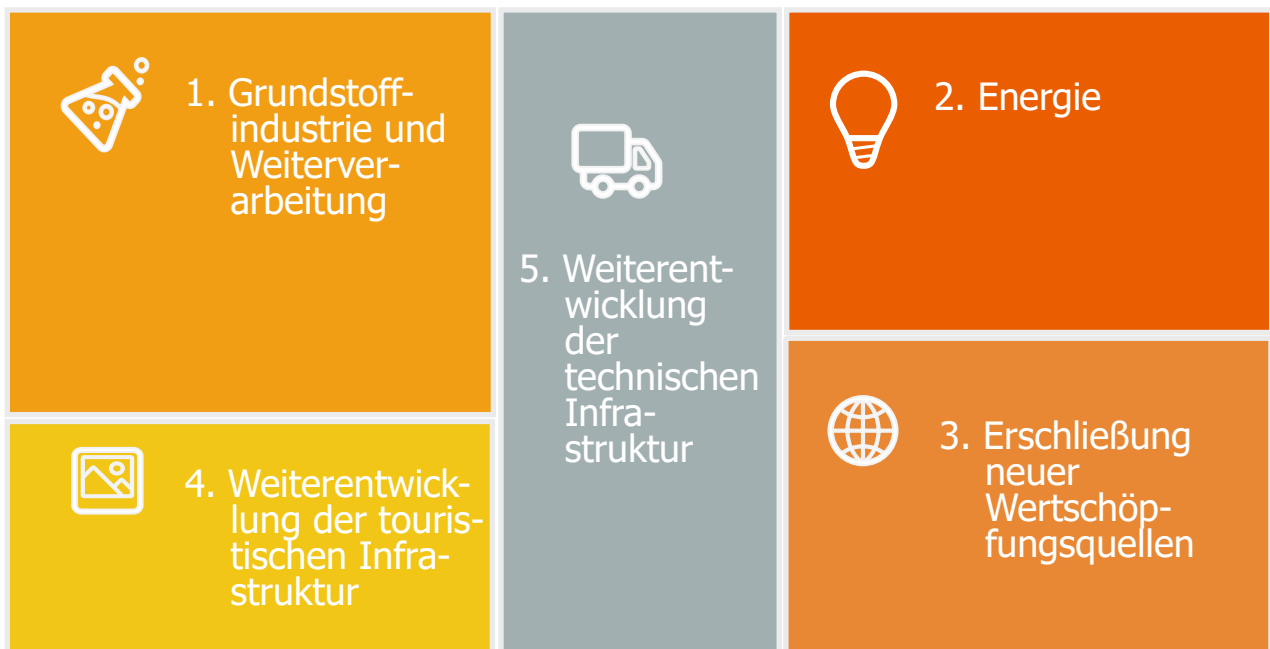 1. Grundstoff-
industrie und
Weiterver-
arbeitung
2. Energie
3. Erschließung
neuer
Wertschöp-
fungsquellen
4. Weiterentwick-
lung der touris-
tischen Infra-
struktur
5. Weiterent-
wicklung
der
technischen
Infra-
struktur